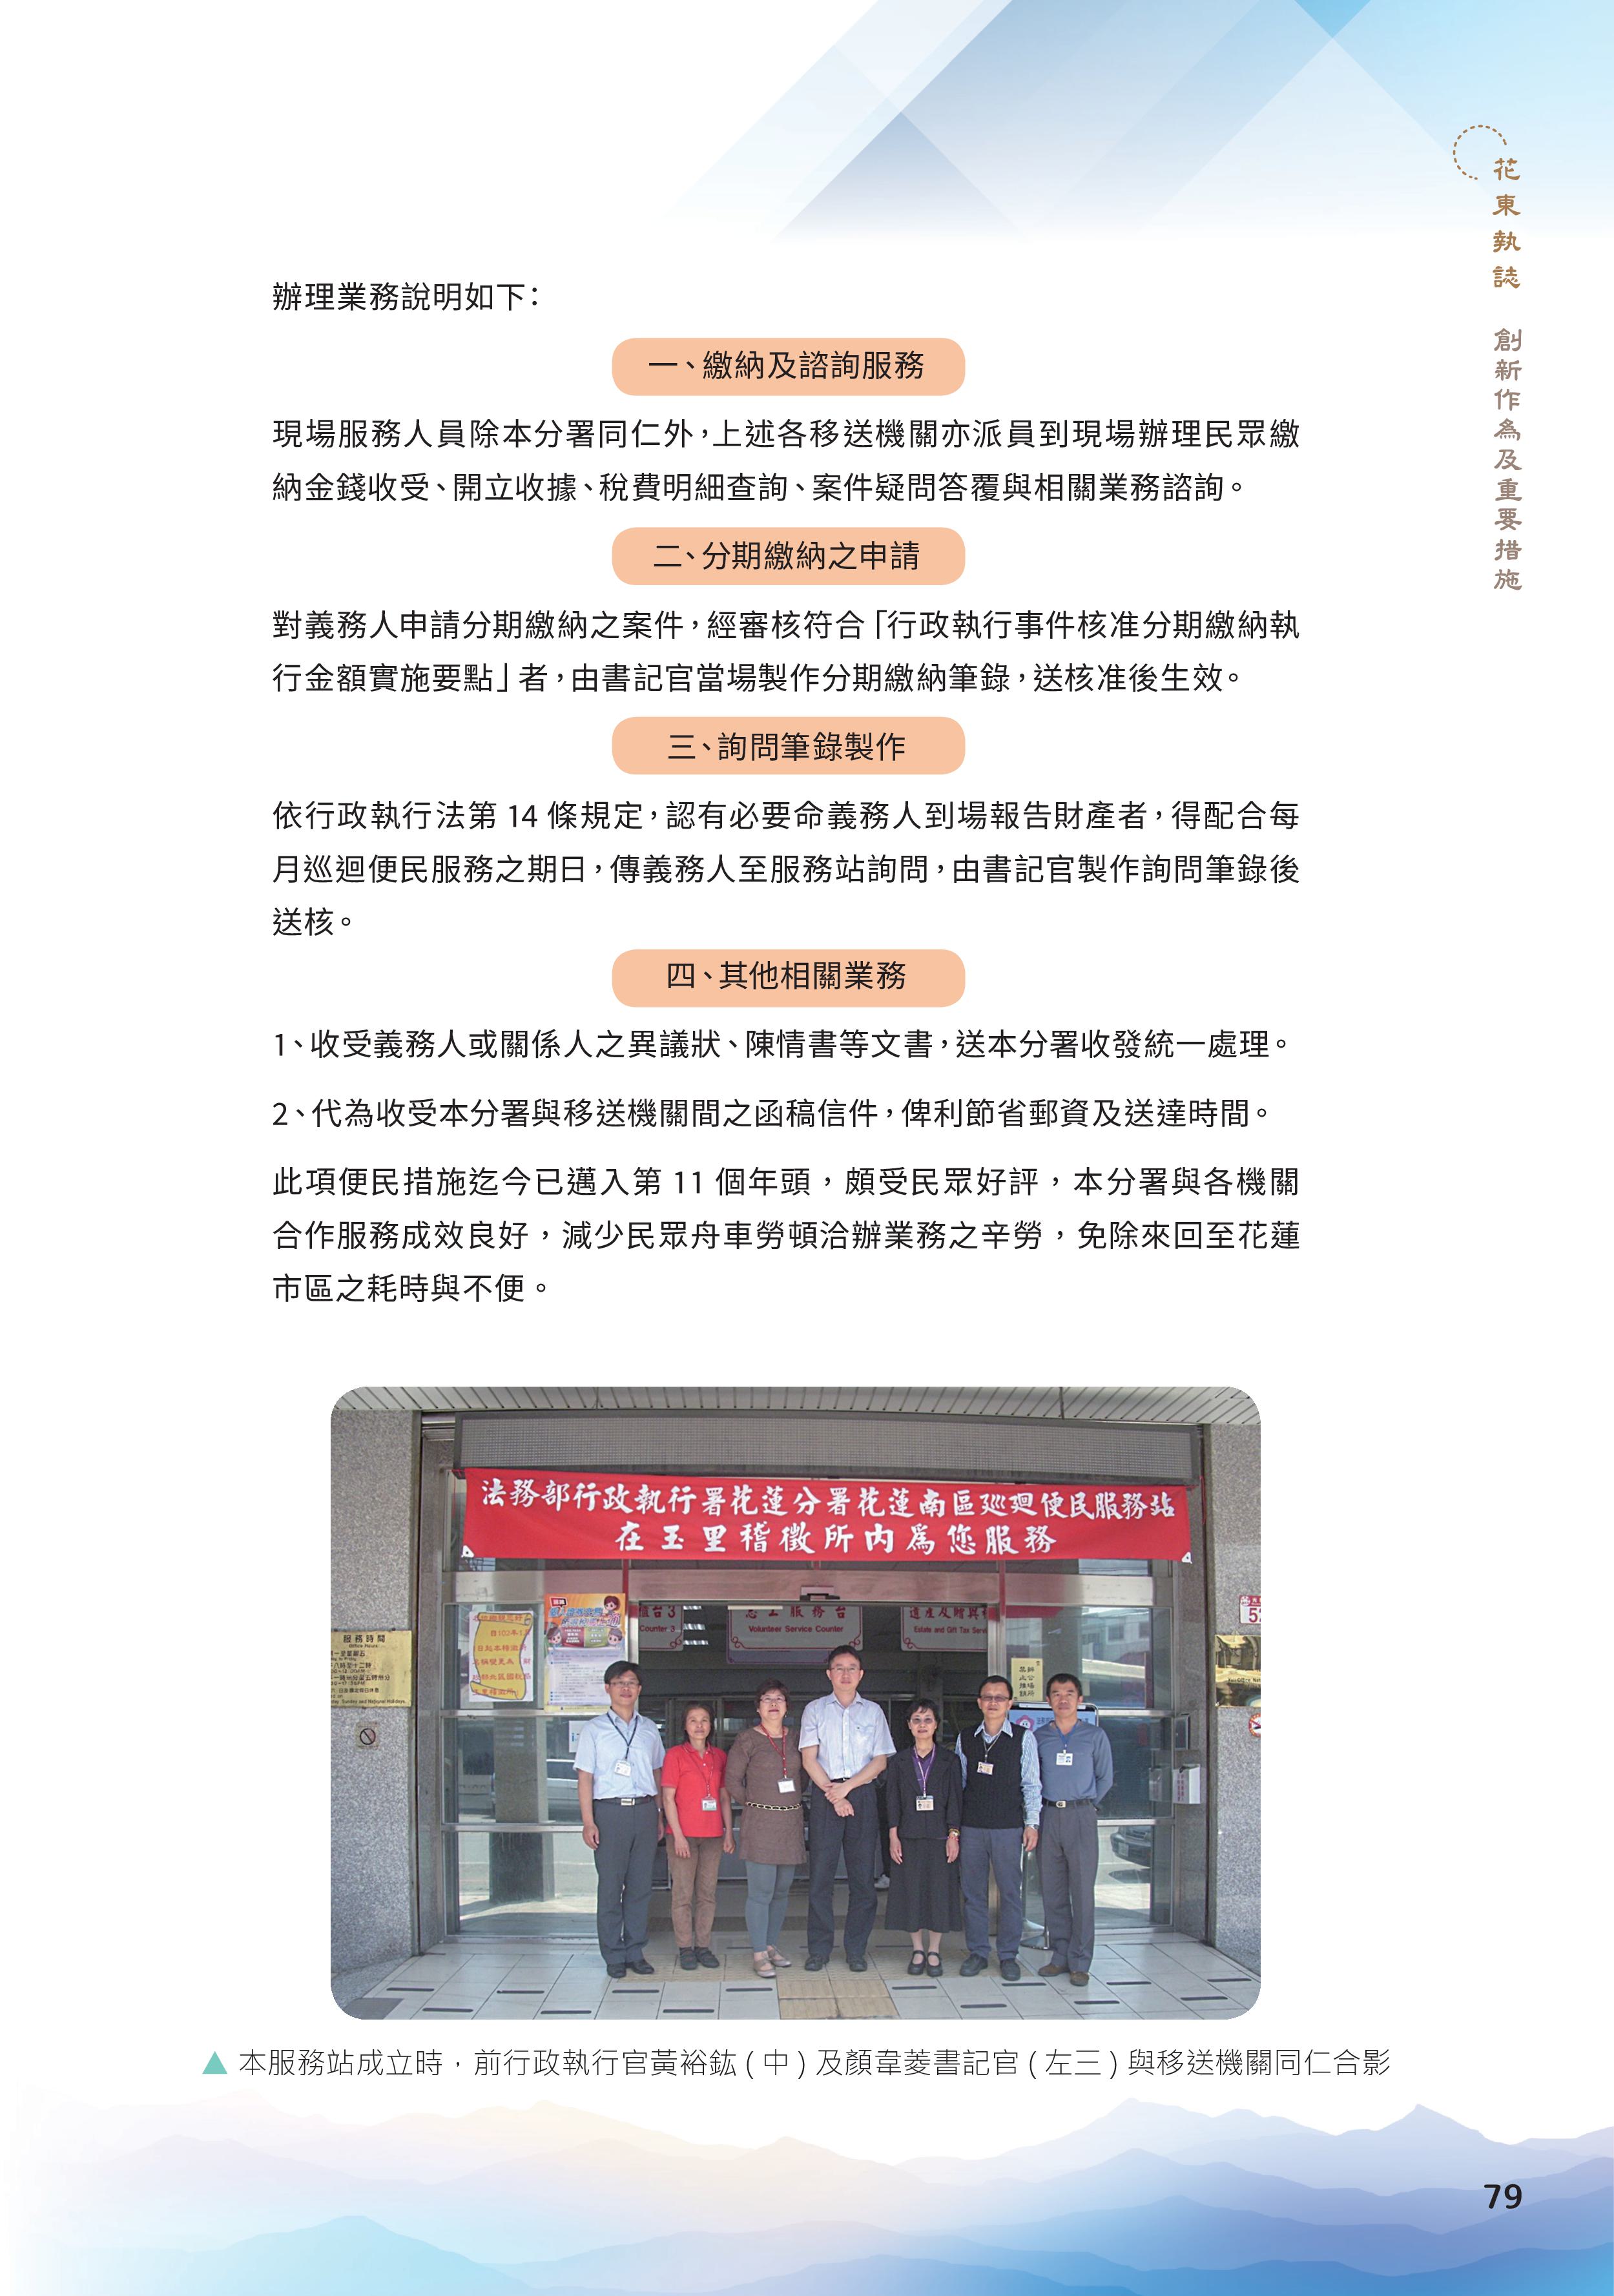 花東執誌 創新作為及重要措施
辦理業務說明如下：
一、繳納及諮詢服務
現場服務人員除本分署同仁外，上述各移送機關亦派員到現場辦理民眾繳
納金錢收受、開立收據、稅費明細查詢、案件疑問答覆與相關業務諮詢。
二、分期繳納之申請
對義務人申請分期繳納之案件，經審核符合「行政執行事件核准分期繳納執
行金額實施要點」者，由書記官當場製作分期繳納筆錄，送核准後生效。
三、詢問筆錄製作
依行政執行法第 14 條規定，認有必要命義務人到場報告財產者，得配合每
月巡迴便民服務之期日，傳義務人至服務站詢問，由書記官製作詢問筆錄後
送核。
四、其他相關業務
1、收受義務人或關係人之異議狀、陳情書等文書，送本分署收發統一處理。
2、代為收受本分署與移送機關間之函稿信件，俾利節省郵資及送達時間。
此項便民措施迄今已邁入第 11 個年頭，頗受民眾好評，本分署與各機關
合作服務成效良好，減少民眾舟車勞頓洽辦業務之辛勞，免除來回至花蓮
市區之耗時與不便。
法務部行政執行署花蓮分署花蓮南區巡迴便民服務站
在玉里稽徵所內為您服務
櫃台3
Counter 3
志工服務台
Volunteer Service Counter
遺產及贈與
Estate and Gift Tax
服務時間
Office Hours
▲ 本服務站成立時，前行政執行官黃裕鈜 ( 中 ) 及顏韋菱書記官 ( 左三 ) 與移送機關同仁合影
79